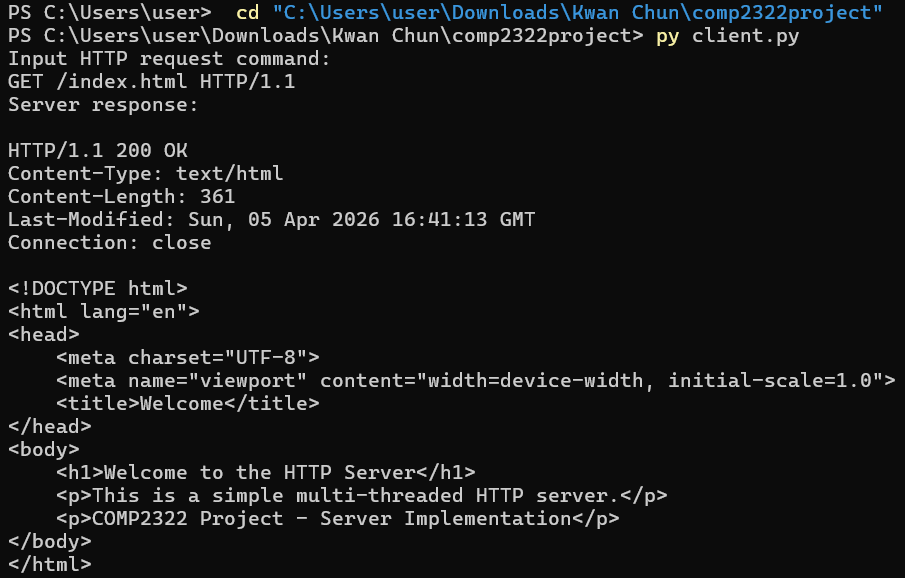 PS C:\Users\user>  cd "C:\Users\user\Downloads\Kwan Chun\comp2322project"
PS C:\Users\user\Downloads\Kwan Chun\comp2322project> py client.py
Input HTTP request command:
GET /index.html HTTP/1.1
Server response:

HTTP/1.1 200 OK
Content-Type: text/html
Content-Length: 361
Last-Modified: Sun, 05 Apr 2026 16:41:13 GMT
Connection: close

<!DOCTYPE html>
<html lang="en">
<head>
    <meta charset="UTF-8">
    <meta name="viewport" content="width=device-width, initial-scale=1.0">
    <title>Welcome</title>
</head>
<body>
    <h1>Welcome to the HTTP Server</h1>
    <p>This is a simple multi-threaded HTTP server.</p>
    <p>COMP2322 Project - Server Implementation</p>
</body>
</html>